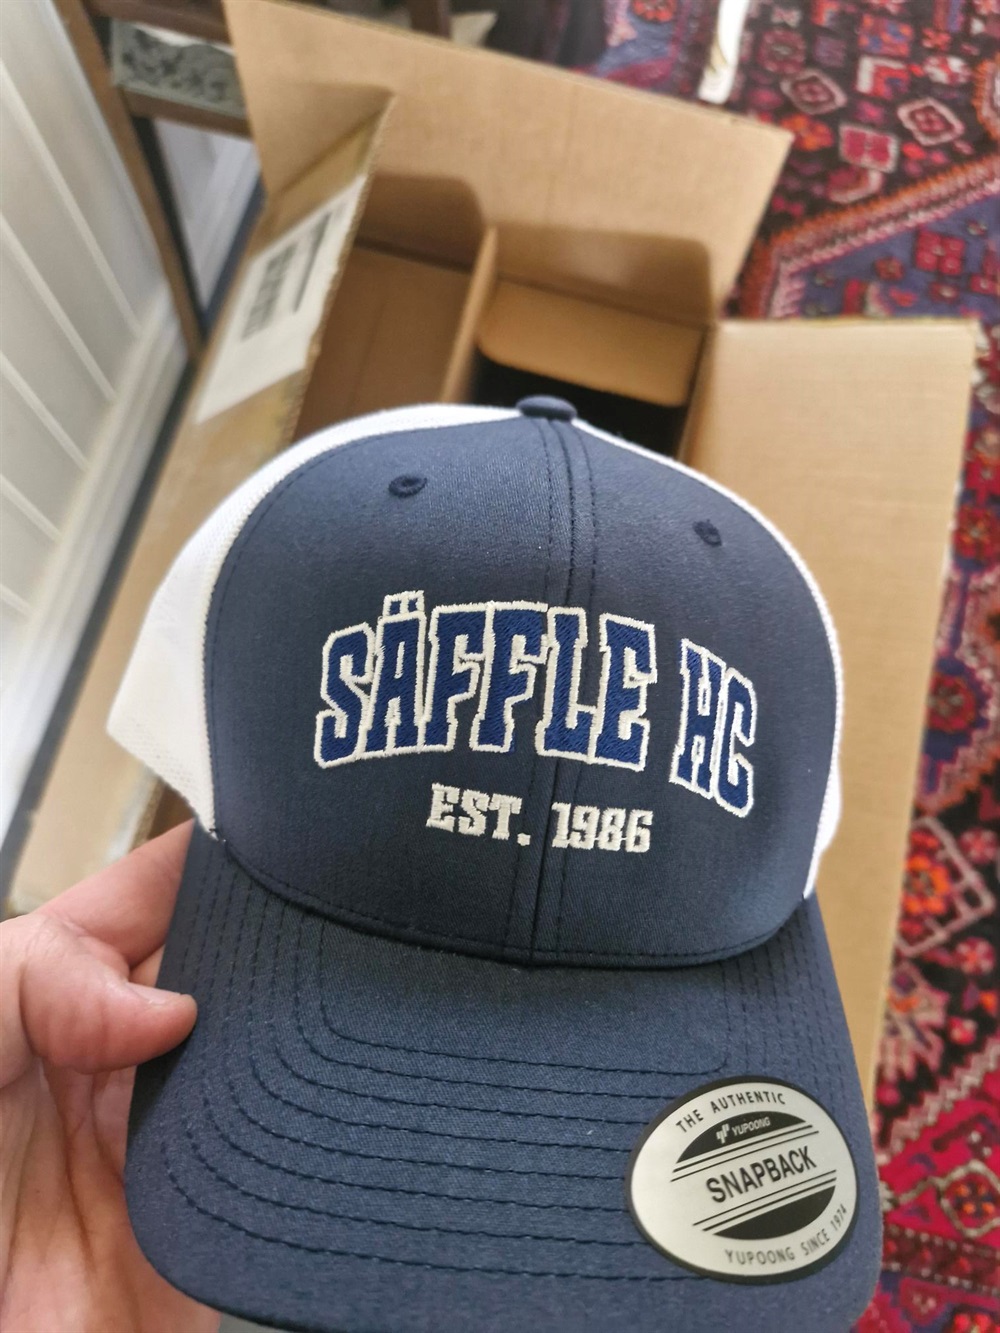 SÄFFLE HC
EST. 1986
THE AUTHENTIC
YUPOONG
SNAPBACK
YUPOONG SINCE 1974